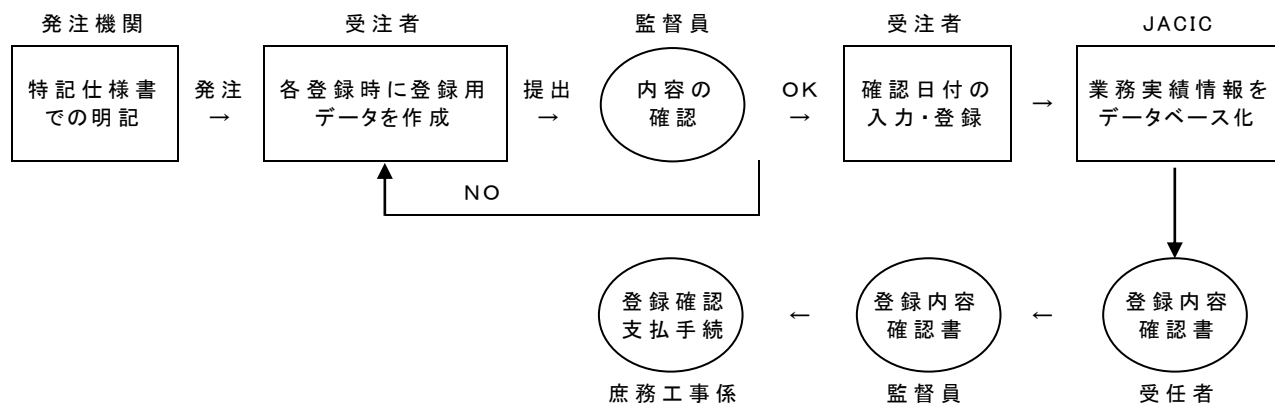 発注機関
受注者
監督員
受注者
JACIC
特記仕様書
での明記
発注
→
各登録時に登録用
データを作成
提出
→
内容の
確認
OK
→
確認日付の
入力・登録
→
業務実績情報を
データベース化
NO
登録確認
支払手続
←
登録内容
確認書
←
登録内容
確認書
庶務工事係
監督員
受任者